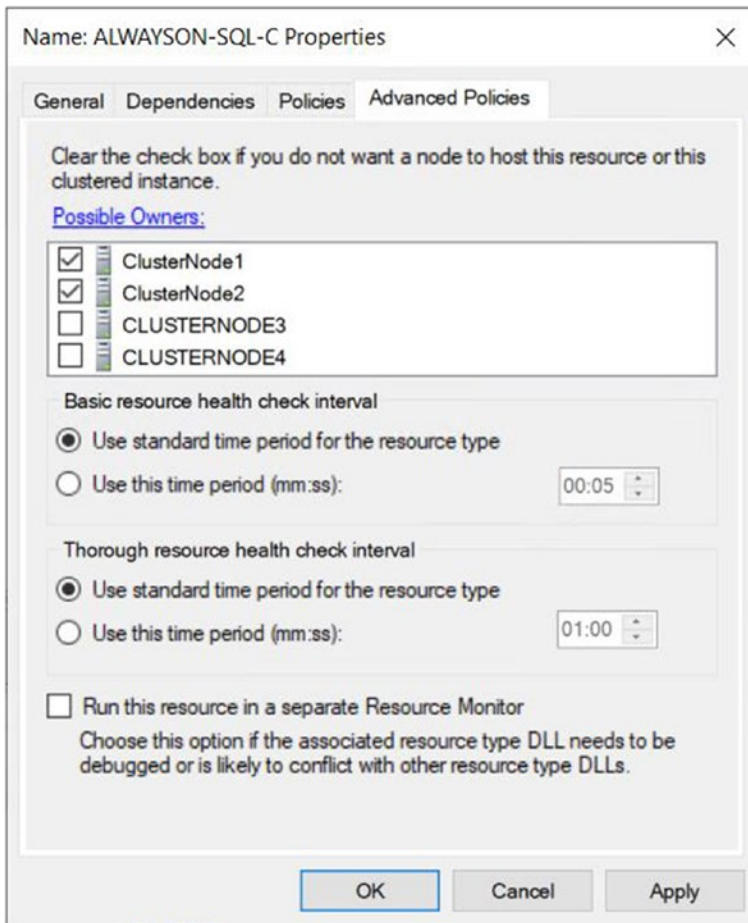 Name: ALWAYSON-SQL-C Properties
General Dependencies Policies Advanced Policies
Clear the check box if you do not want a node to host this resource or this
clustered instance.
Possible Owners:
ClusterNode1
ClusterNode2
CLUSTERNODE3
CLUSTERNODE4
Basic resource health check interval
Use standard time period for the resource type
Use this time period (mm:ss): 00:05
Thorough resource health check interval
Use standard time period for the resource type
Use this time period (mm:ss): 01:00
Run this resource in a separate Resource Monitor
Choose this option if the associated resource type DLL needs to be
debugged or is likely to conflict with other resource type DLLs.
OK Cancel Apply